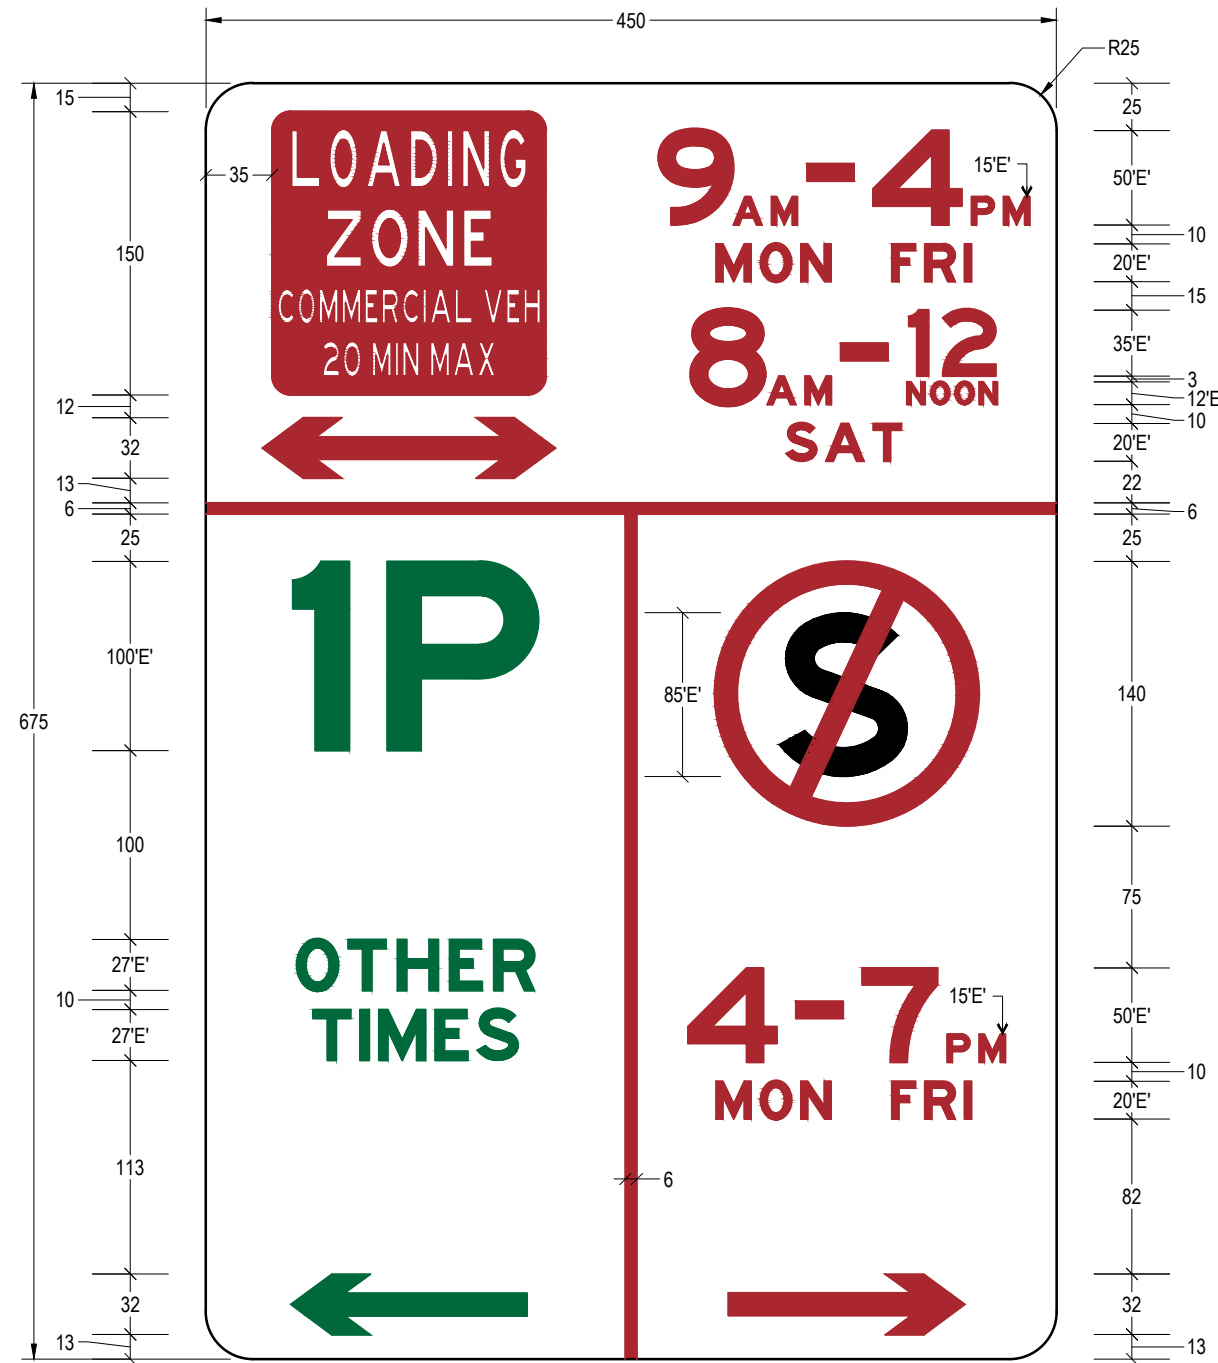 450
R25
15
35
150
12
32
13
6
25
100'E'
100
27'E'
10
27'E'
113
32
13
675
LOADING
ZONE
COMMERCIAL VEH
20 MIN MAX
9AM-4PM
15'E'
MON FRI
8AM-12NOON
SAT
25
50'E'
10
20'E'
15
35'E'
3
12'E
10
20'E'
22
6
25
140
75
50'E'
10
20'E'
82
32
13
1P
OTHER
TIMES
85'E'
S
4-7PM
15'E'
MON FRI
6